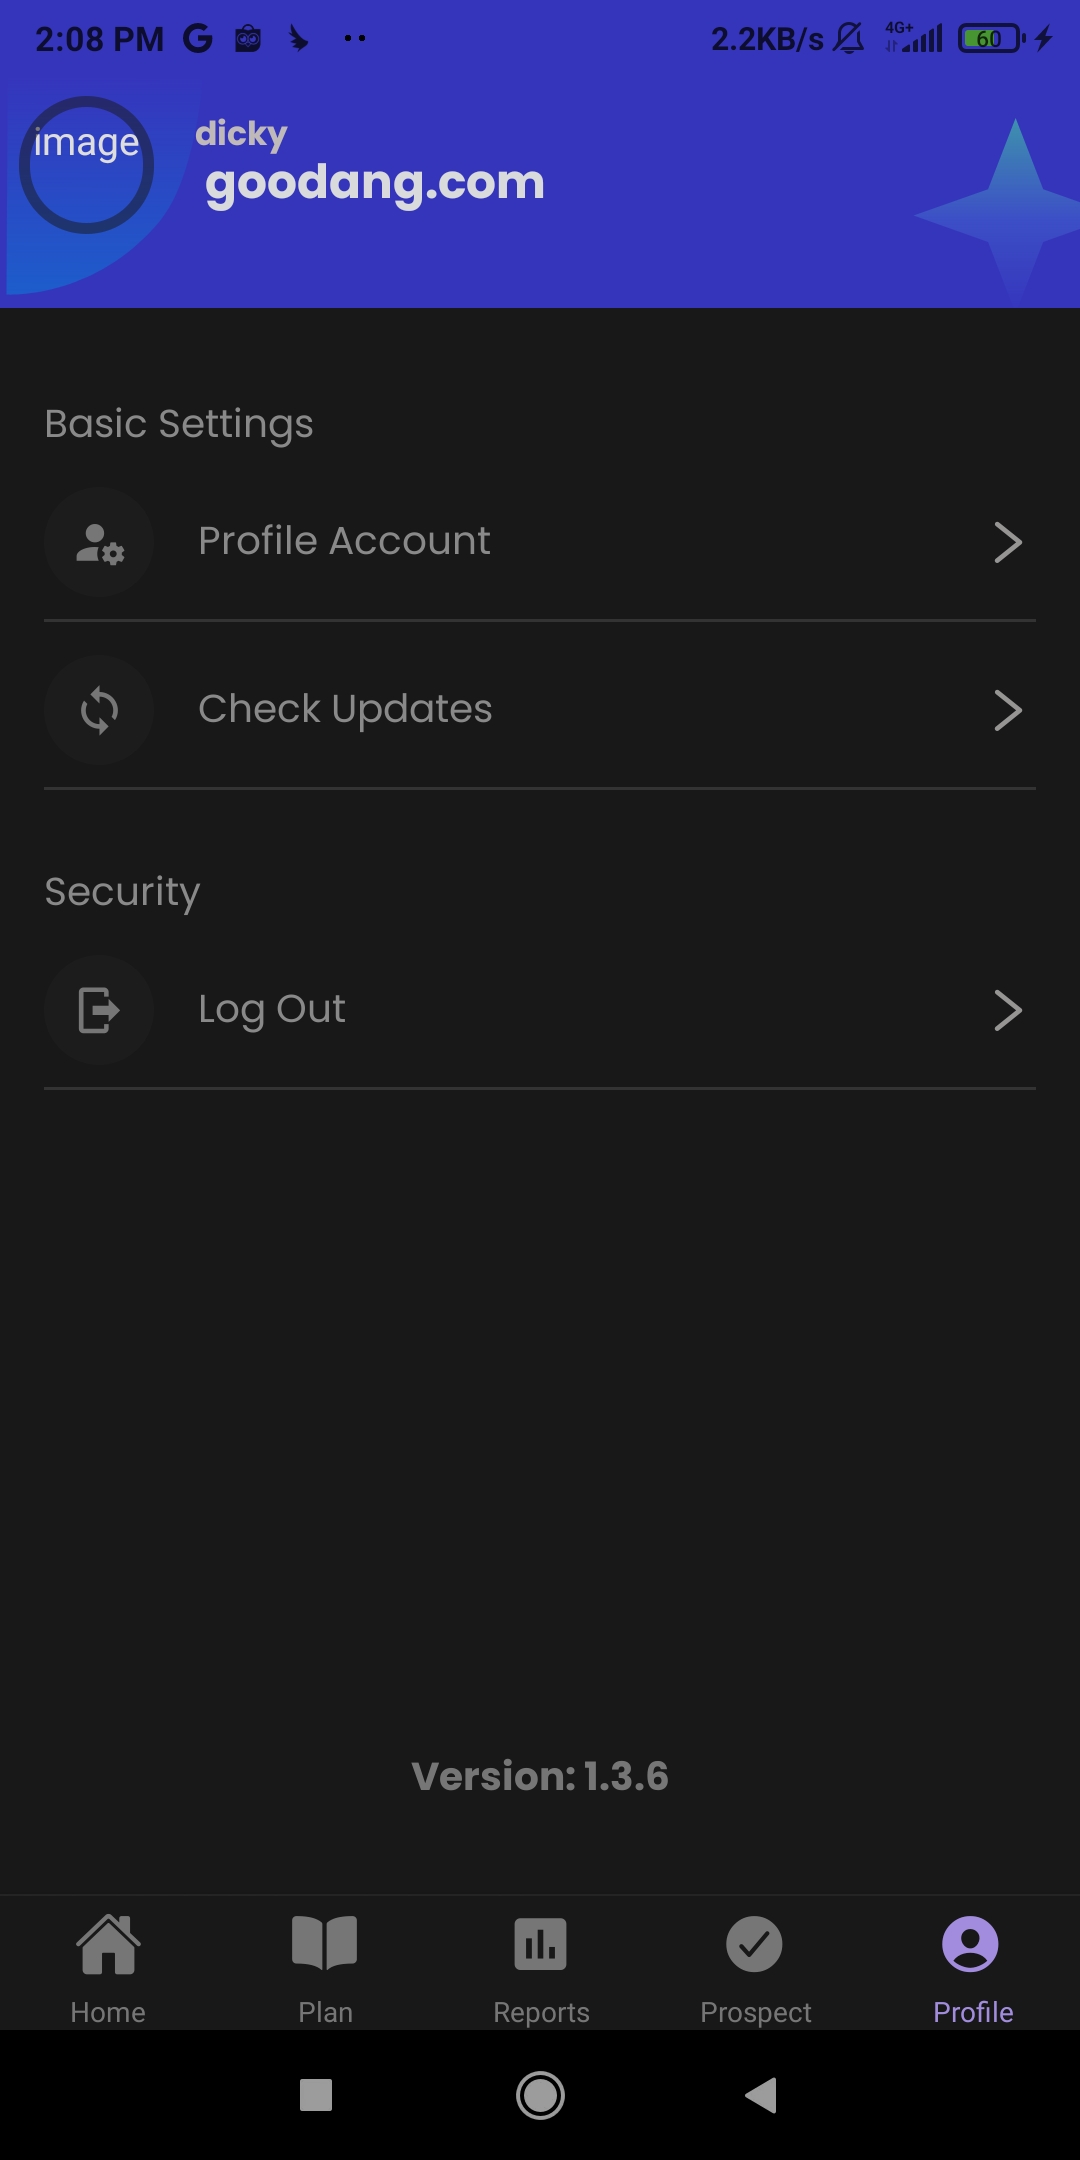 2:08 PM
2.2KB/s
4G+
60
image
dicky
goodang.com
Basic Settings
Profile Account
Check Updates
Security
Log Out
Version: 1.3.6
Home
Plan
Reports
Prospect
Profile